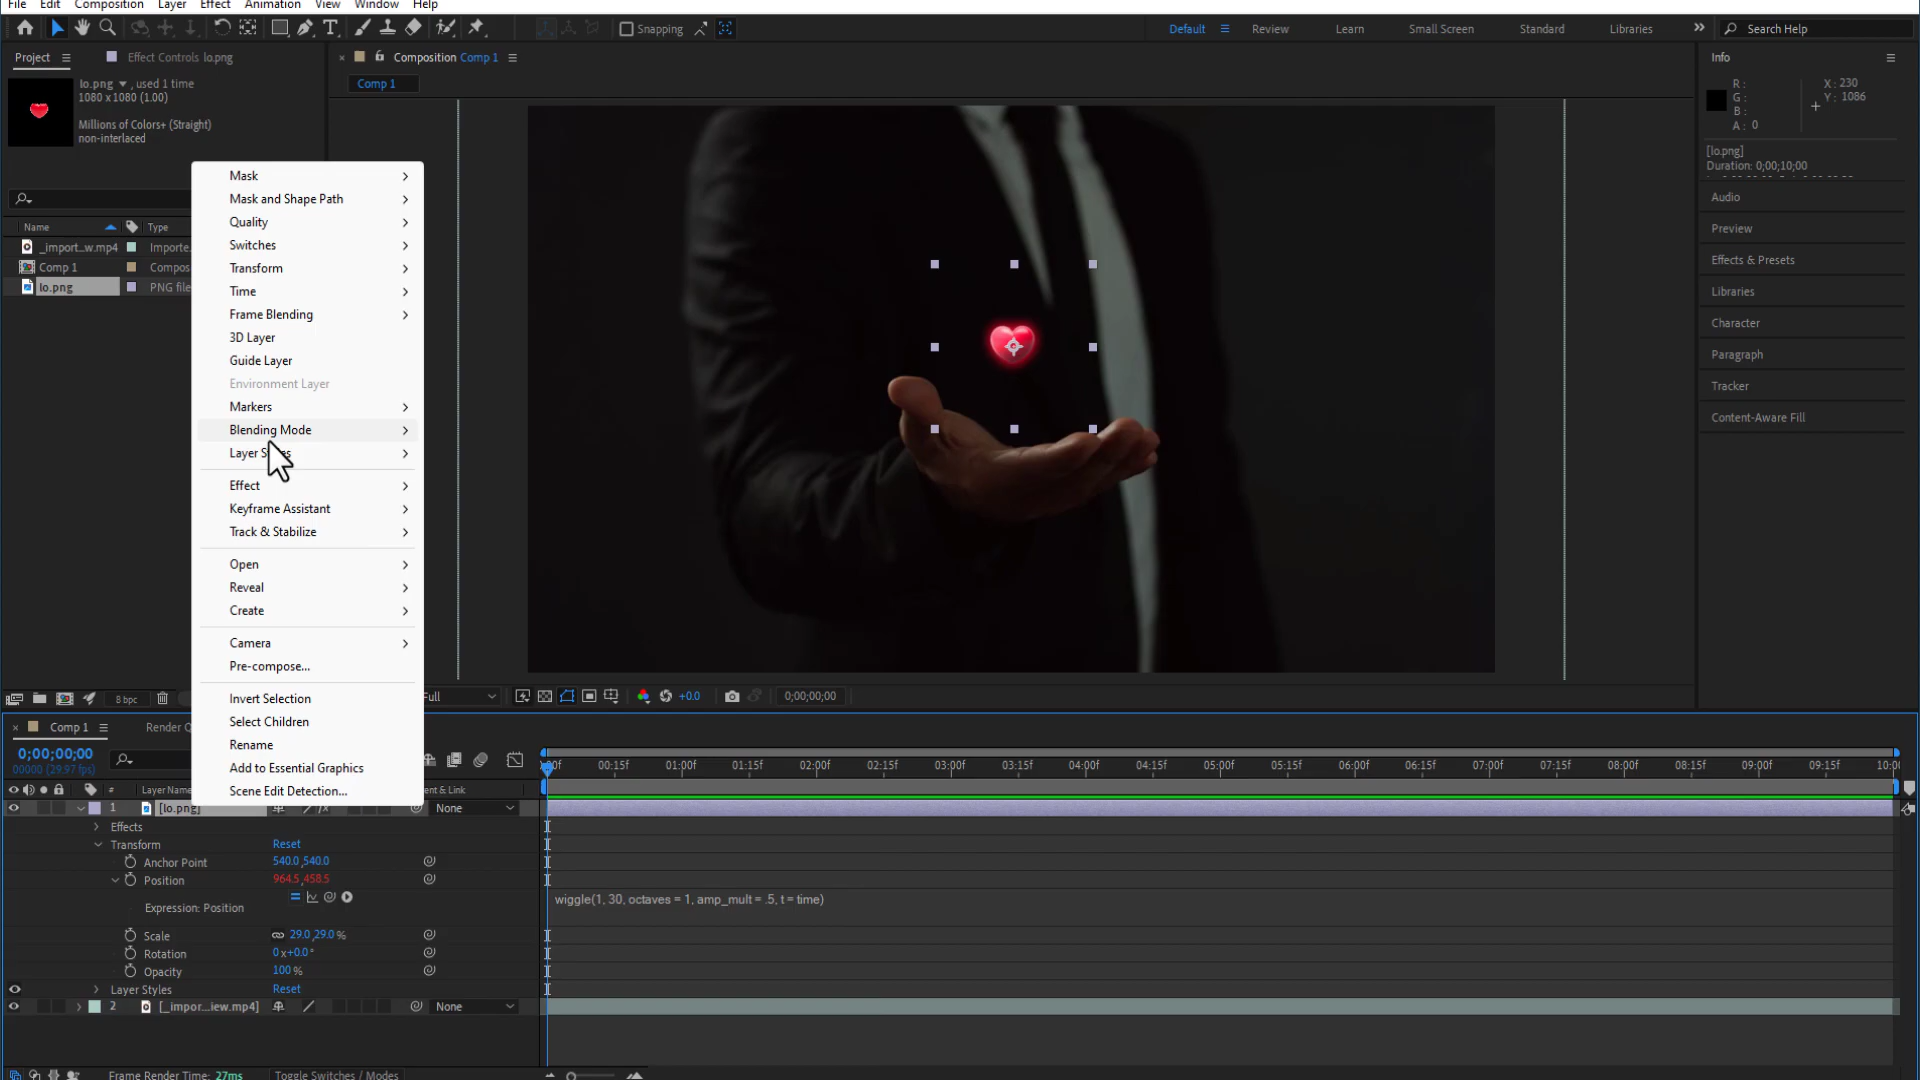 File Edit Composition Layer Effect Animation View Window Help
Snapping
Default Review Learn Small Screen Standard Libraries Search Help
Project Effect Controls lo.png
Composition Comp 1
Info
Comp 1
lo.png , used 1 time
1080 x 1080 (1.00)
Millions of Colors+ (Straight)
non-interlaced
R :
G :
B :
A : 0
X : 230
Y : 1086
[lo.png]
Duration: 0;00;10;00
Audio
Preview
Effects & Presets
Libraries
Character
Paragraph
Tracker
Content-Aware Fill
Name Type
_import...w.mp4 Importe
Comp 1 Compos
lo.png PNG file
Mask
Mask and Shape Path
Quality
Switches
Transform
Time
Frame Blending
3D Layer
Guide Layer
Environment Layer
Markers
Blending Mode
Layer
Effect
Keyframe Assistant
Track & Stabilize
Open
Reveal
Create
Camera
Pre-compose...
Invert Selection
Select Children
Rename
Add to Essential Graphics
Scene Edit Detection...
8 bpc
Full
+0.0
0;00;00;00
Comp 1 Render Q
0;00;00;00
00000 (29.97 fps)
:00f 00:15f 01:00f 01:15f 02:00f 02:15f 03:00f 03:15f 04:00f 04:15f 05:00f 05:15f 06:00f 06:15f 07:00f 07:15f 08:00f 08:15f 09:00f 09:15f 10:00
# Layer Name ent & Link
1 [lo.png] None
Effects
Transform Reset
Anchor Point 540.0,540.0
Position 964.5,458.5
Expression: Position
wiggle(1, 30, octaves = 1, amp_mult = .5, t = time)
Scale 29.0,29.0 %
Rotation 0 x+0.0 °
Opacity 100 %
Layer Styles Reset
2 [_impor...iew.mp4] None
Frame Render Time: 27ms Toggle Switches / Modes